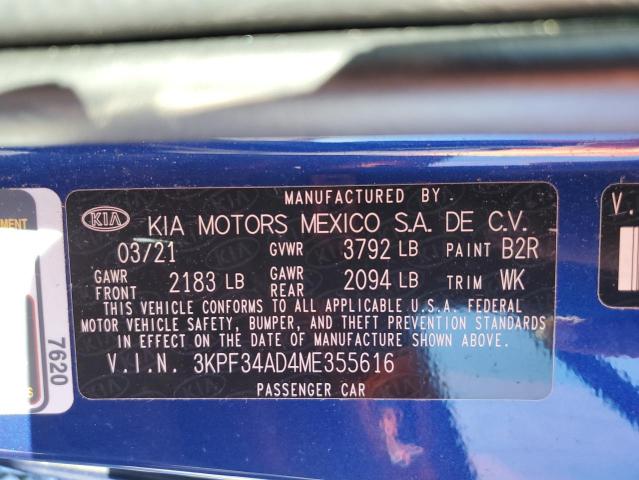 MANUFACTURED BY
KIA KIA MOTORS MEXICO S.A. DE C.V.
03/21 GVWR 3792 LB PAINT B2R
GAWR FRONT 2183 LB GAWR REAR 2094 LB TRIM WK
THIS VEHICLE CONFORMS TO ALL APPLICABLE U.S.A. FEDERAL
MOTOR VEHICLE SAFETY, BUMPER, AND THEFT PREVENTION STANDARDS
IN EFFECT ON THE DATE OF MANUFACTURE SHOWN ABOVE.
V.I.N. 3KPF34AD4ME355616
PASSENGER CAR
7620
V.